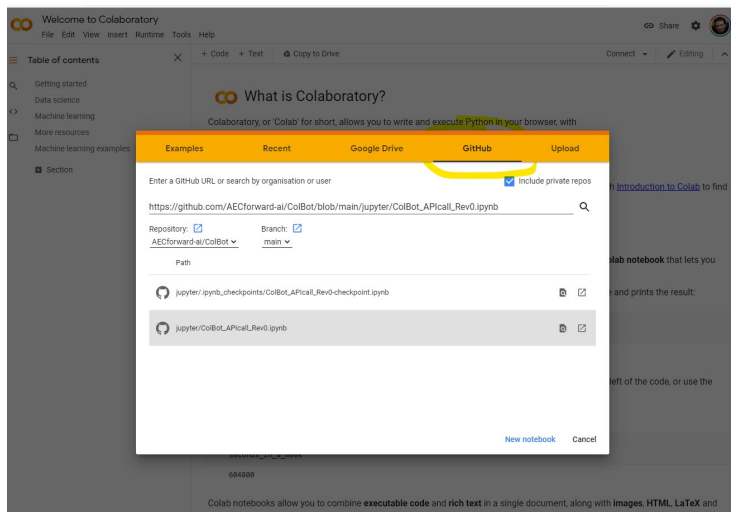 Welcome to Colaboratory
File Edit View Insert Runtime Tools Help
Share
Table of contents
+ Code + Text Copy to Drive
Connect Editing
Getting started
Data science
Machine learning
More resources
Machine learning examples
Section
What is Colaboratory?
Colaboratory, or 'Colab' for short, allows you to write and execute Python in your browser, with
Examples Recent Google Drive GitHub Upload
Enter a GitHub URL or search by organisation or user
Include private repos
https://github.com/AECforward-ai/ColBot/blob/main/jupyter/ColBot_APIcall_Rev0.ipynb
Repository: Branch:
AECforward-ai/ColBot main
Path
jupyter/.ipynb_checkpoints/ColBot_APIcall_Rev0-checkpoint.ipynb
jupyter/ColBot_APIcall_Rev0.ipynb
New notebook Cancel
h Introduction to Colab to find
olab notebook that lets you
e and prints the result:
left of the code, or use the
seconds_in_a_week
604800
Colab notebooks allow you to combine executable code and rich text in a single document, along with images, HTML, LaTeX and